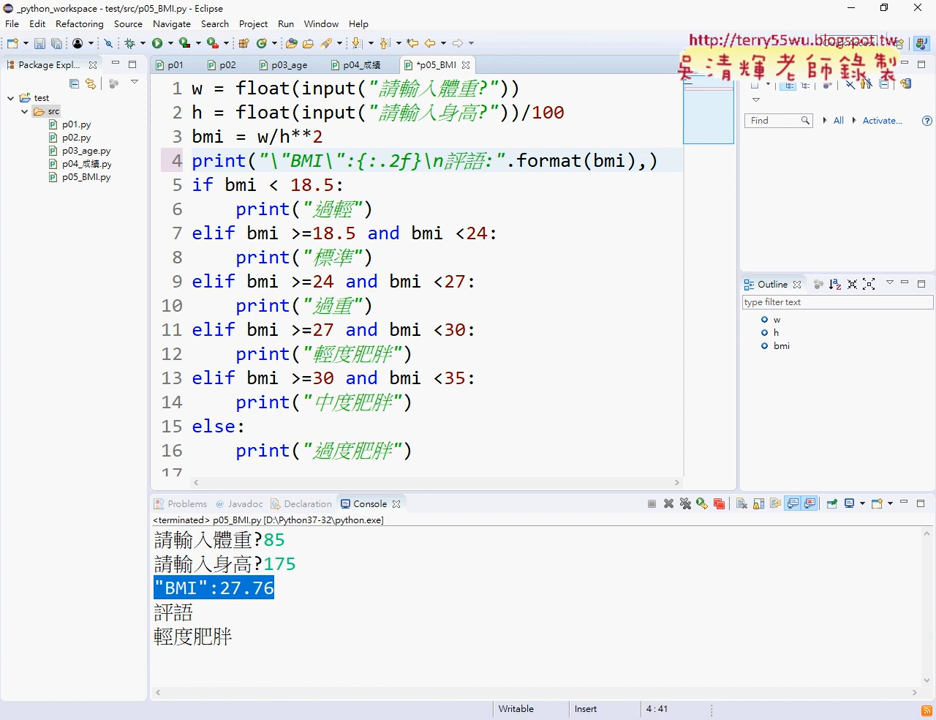 _python_workspace - test/src/p05_BMI.py - Eclipse
File Edit Refactoring Source Navigate Search Project Run Window Help
http://terry55wu.blogspot.tw
吳清輝老師錄製
Package Expl...
p01 p02 p03_age p04_成績 *p05_BMI
test
src
p01.py
p02.py
p03_age.py
p04_成績.py
p05_BMI.py
1 w = float(input("請輸入體重?"))
2 h = float(input("請輸入身高?"))/100
3 bmi = w/h**2
4 print("\"BMI\":{:.2f}\n評語:".format(bmi),)
5 if bmi < 18.5:
6 print("過輕")
7 elif bmi >=18.5 and bmi <24:
8 print("標準")
9 elif bmi >=24 and bmi <27:
10 print("過重")
11 elif bmi >=27 and bmi <30:
12 print("輕度肥胖")
13 elif bmi >=30 and bmi <35:
14 print("中度肥胖")
15 else:
16 print("過度肥胖")
17
Find All Activate...
Outline
type filter text
w
h
bmi
Problems Javadoc Declaration Console
<terminated> p05_BMI.py [D:\Python37-32\python.exe]
請輸入體重?85
請輸入身高?175
"BMI":27.76
評語
輕度肥胖
Writable Insert 4:41